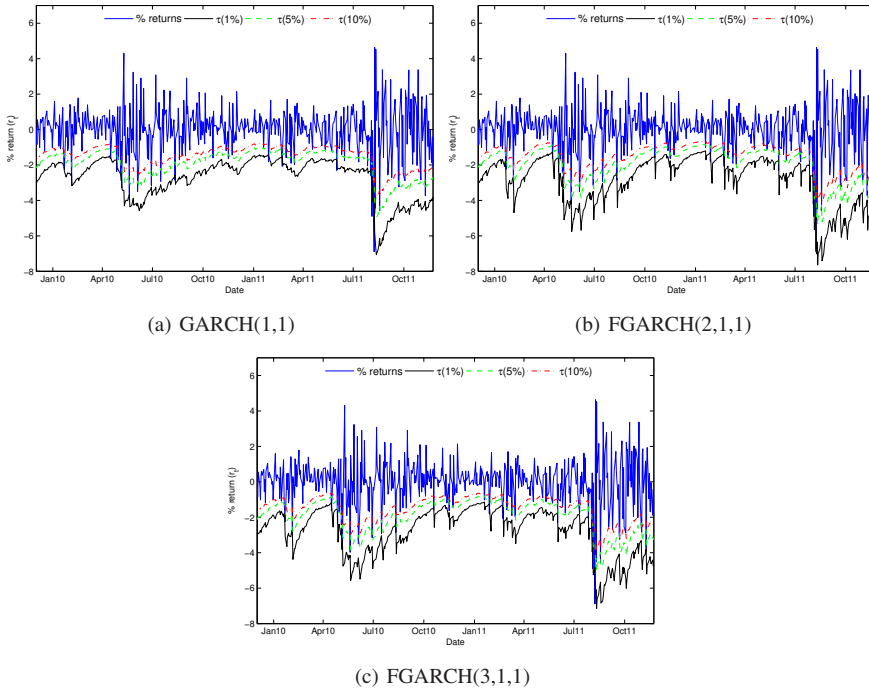 % returns τ(1%) τ(5%) τ(10%)
6
4
2
0
−2
−4
−6
−8
% return (rₜ)
Jan10 Apr10 Jul10 Oct10 Jan11 Apr11 Jul11 Oct11
Date
(a) GARCH(1,1)
% returns τ(1%) τ(5%) τ(10%)
6
4
2
0
−2
−4
−6
−8
% return (rₜ)
Jan10 Apr10 Jul10 Oct10 Jan11 Apr11 Jul11 Oct11
Date
(b) FGARCH(2,1,1)
% returns τ(1%) τ(5%) τ(10%)
6
4
2
0
−2
−4
−6
−8
% return (rₜ)
Jan10 Apr10 Jul10 Oct10 Jan11 Apr11 Jul11 Oct11
Date
(c) FGARCH(3,1,1)